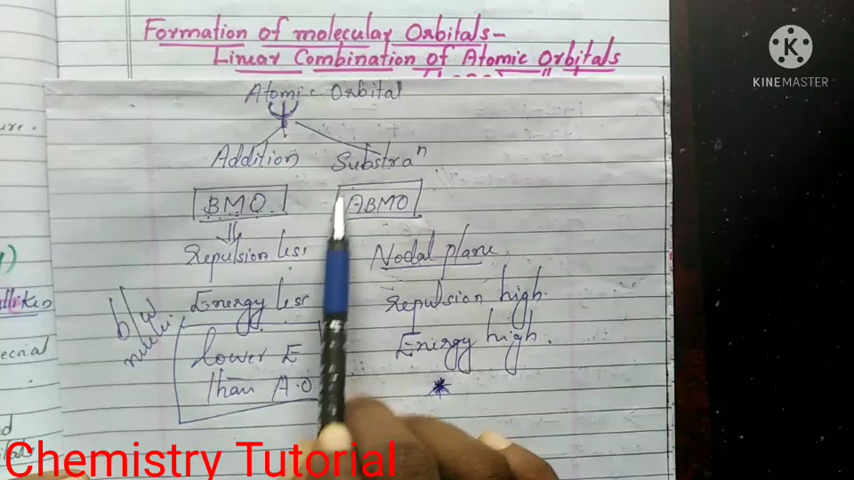 Formation of molecular Orbitals-
Linear Combination of Atomic Orbitals
Atomic Orbital
ψ
Addition Substraⁿ
BMO ABMO
Repulsion less Nodal plane
Energy less Repulsion high.
b/w nuclei.
lower E Energy high.
than A.O
KINEMASTER
Chemistry Tutorial